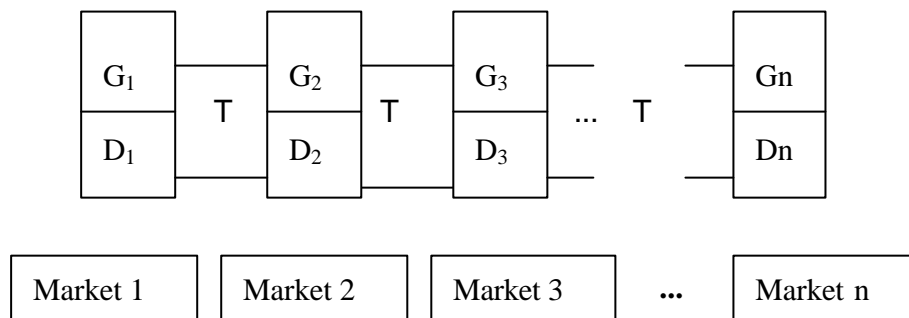 G₁ G₂ G₃ Gn
T T ... T
D₁ D₂ D₃ Dn
Market 1 Market 2 Market 3 ... Market n